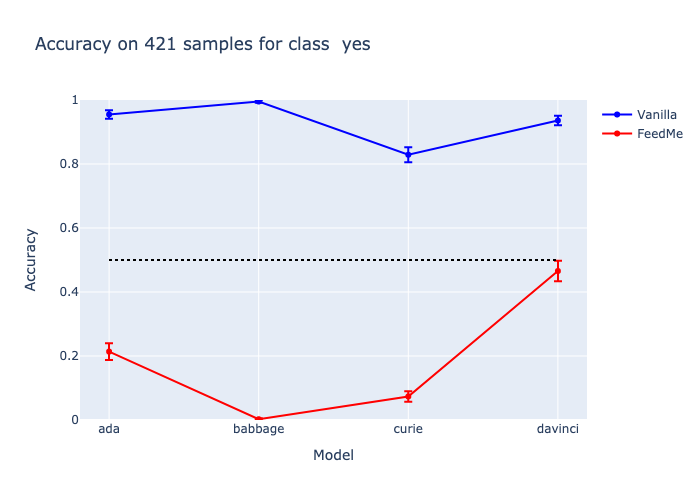 Accuracy on 421 samples for class  yes
1
0.8
0.6
0.4
0.2
0
Accuracy
ada
babbage
curie
davinci
Model
Vanilla
FeedMe